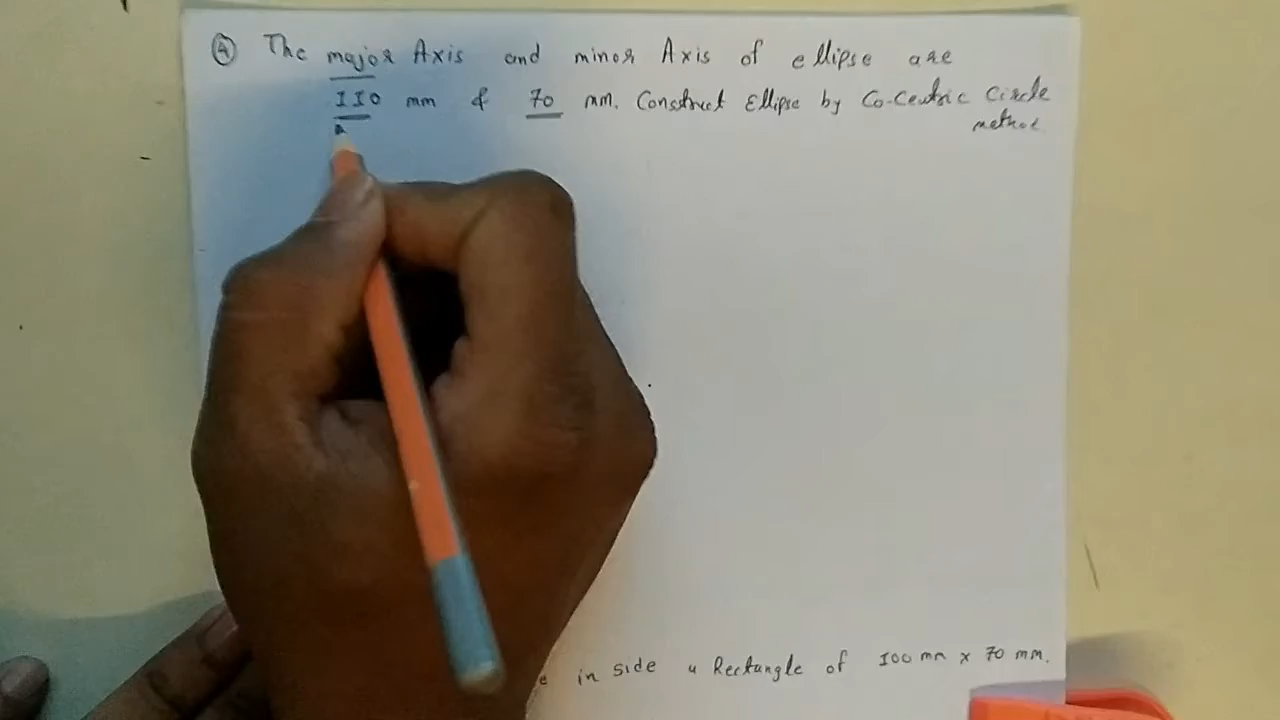 ④ The major Axis and minor Axis of ellipse are
110 mm & 70 mm. Construct Ellipse by Co-Centric Circle
method.
in side a Rectangle of 100 mm x 70 mm.